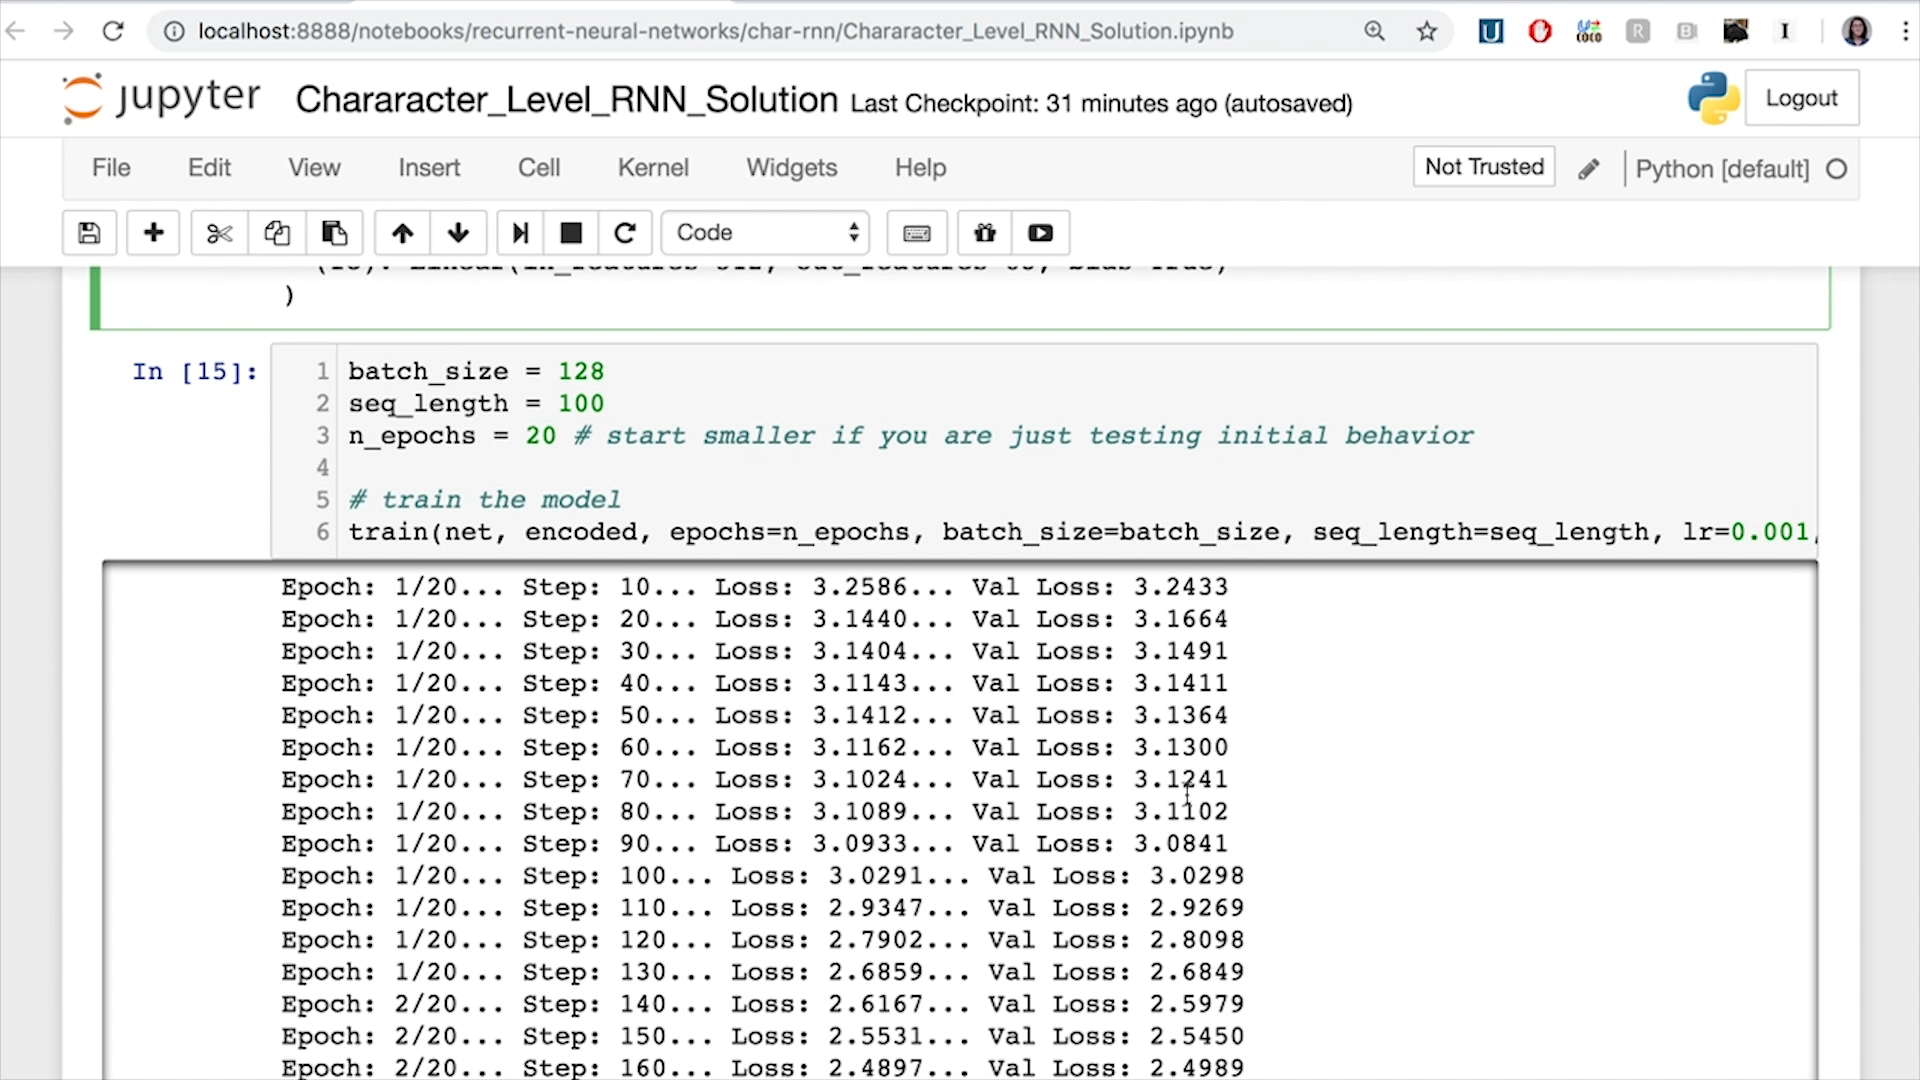 localhost:8888/notebooks/recurrent-neural-networks/char-rnn/Chararacter_Level_RNN_Solution.ipynb
jupyter Chararacter_Level_RNN_Solution Last Checkpoint: 31 minutes ago (autosaved) Logout
File Edit View Insert Cell Kernel Widgets Help Not Trusted Python [default]
Code
)
In [15]:
1 batch_size = 128
2 seq_length = 100
3 n_epochs = 20 # start smaller if you are just testing initial behavior
4
5 # train the model
6 train(net, encoded, epochs=n_epochs, batch_size=batch_size, seq_length=seq_length, lr=0.001,
Epoch: 1/20... Step: 10... Loss: 3.2586... Val Loss: 3.2433
Epoch: 1/20... Step: 20... Loss: 3.1440... Val Loss: 3.1664
Epoch: 1/20... Step: 30... Loss: 3.1404... Val Loss: 3.1491
Epoch: 1/20... Step: 40... Loss: 3.1143... Val Loss: 3.1411
Epoch: 1/20... Step: 50... Loss: 3.1412... Val Loss: 3.1364
Epoch: 1/20... Step: 60... Loss: 3.1162... Val Loss: 3.1300
Epoch: 1/20... Step: 70... Loss: 3.1024... Val Loss: 3.1241
Epoch: 1/20... Step: 80... Loss: 3.1089... Val Loss: 3.1102
Epoch: 1/20... Step: 90... Loss: 3.0933... Val Loss: 3.0841
Epoch: 1/20... Step: 100... Loss: 3.0291... Val Loss: 3.0298
Epoch: 1/20... Step: 110... Loss: 2.9347... Val Loss: 2.9269
Epoch: 1/20... Step: 120... Loss: 2.7902... Val Loss: 2.8098
Epoch: 1/20... Step: 130... Loss: 2.6859... Val Loss: 2.6849
Epoch: 2/20... Step: 140... Loss: 2.6167... Val Loss: 2.5979
Epoch: 2/20... Step: 150... Loss: 2.5531... Val Loss: 2.5450
Epoch: 2/20... Step: 160... Loss: 2.4897... Val Loss: 2.4989